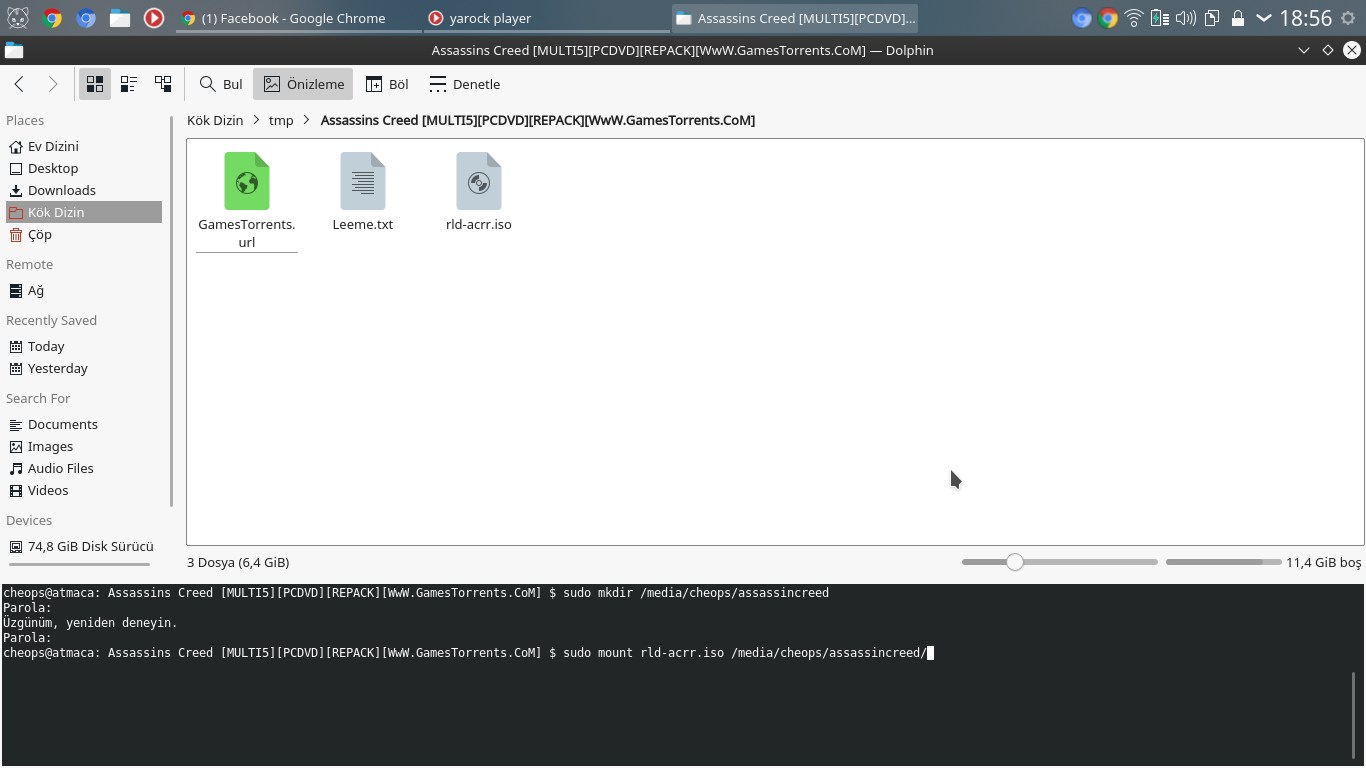 (1) Facebook - Google Chrome
yarock player
Assassins Creed [MULTI5][PCDVD]...
18:56
Assassins Creed [MULTI5][PCDVD][REPACK][WwW.GamesTorrents.CoM] — Dolphin
Bul
Önizleme
Böl
Denetle
Places
Ev Dizini
Desktop
Downloads
Kök Dizin
Çöp
Remote
Ağ
Recently Saved
Today
Yesterday
Search For
Documents
Images
Audio Files
Videos
Devices
74,8 GiB Disk Sürücü
Kök Dizin > tmp > Assassins Creed [MULTI5][PCDVD][REPACK][WwW.GamesTorrents.CoM]
GamesTorrents.
url
Leeme.txt
rld-acrr.iso
3 Dosya (6,4 GiB)
11,4 GiB boş
cheops@atmaca: Assassins Creed [MULTI5][PCDVD][REPACK][WwW.GamesTorrents.CoM] $ sudo mkdir /media/cheops/assassincreed
Parola:
Üzgünüm, yeniden deneyin.
Parola:
cheops@atmaca: Assassins Creed [MULTI5][PCDVD][REPACK][WwW.GamesTorrents.CoM] $ sudo mount rld-acrr.iso /media/cheops/assassincreed/